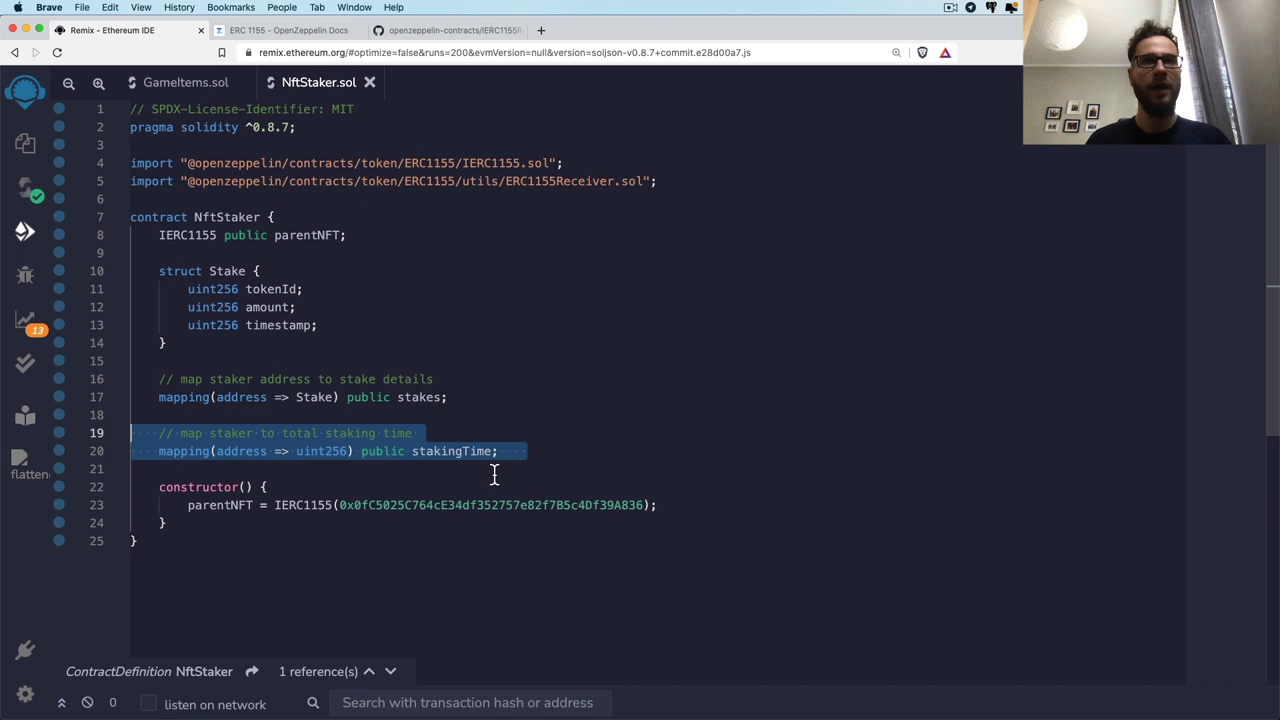 Brave File Edit View History Bookmarks People Tab Window Help
Remix - Ethereum IDE
ERC 1155 - OpenZeppelin Docs
openzeppelin-contracts/IERC1155R
remix.ethereum.org/#optimize=false&runs=200&evmVersion=null&version=soljson-v0.8.7+commit.e28d00a7.js
GameItems.sol
NftStaker.sol
1 // SPDX-License-Identifier: MIT
2 pragma solidity ^0.8.7;
3
4 import "@openzeppelin/contracts/token/ERC1155/IERC1155.sol";
5 import "@openzeppelin/contracts/token/ERC1155/utils/ERC1155Receiver.sol";
6
7 contract NftStaker {
8 IERC1155 public parentNFT;
9
10 struct Stake {
11 uint256 tokenId;
12 uint256 amount;
13 uint256 timestamp;
14 }
15
16 // map staker address to stake details
17 mapping(address => Stake) public stakes;
18
19 // map staker to total staking time
20 mapping(address => uint256) public stakingTime;
21
22 constructor() {
23 parentNFT = IERC1155(0x0fC5025C764cE34df352757e82f7B5c4Df39A836);
24 }
25 }
13
flatten
ContractDefinition NftStaker 1 reference(s)
0 listen on network Search with transaction hash or address